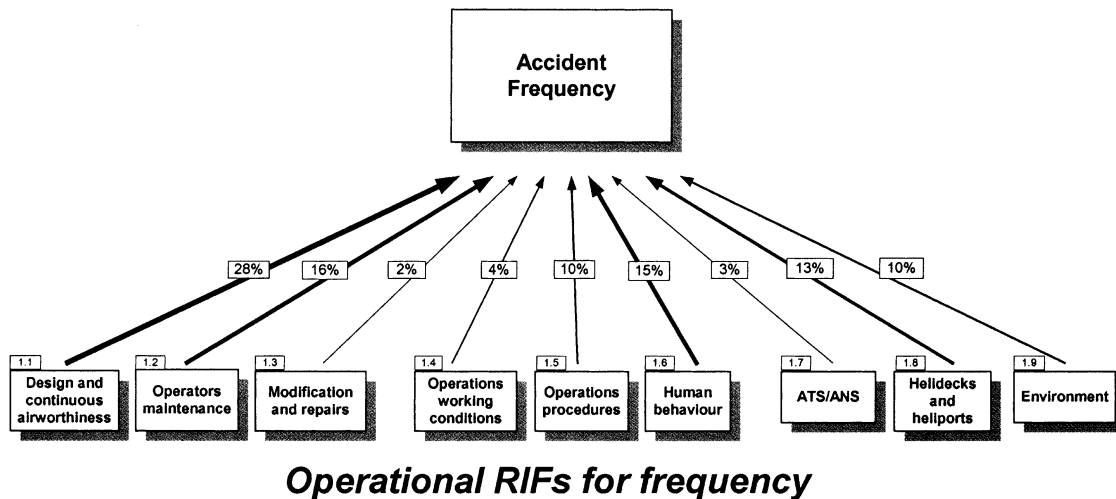 Accident
Frequency
28%
16%
2%
4%
10%
15%
3%
13%
10%
1.1
Design and
continuous
airworthiness
1.2
Operators
maintenance
1.3
Modification
and repairs
1.4
Operations
working
conditions
1.5
Operations
procedures
1.6
Human
behaviour
1.7
ATS/ANS
1.8
Helidecks
and
heliports
1.9
Environment
Operational RIFs for frequency